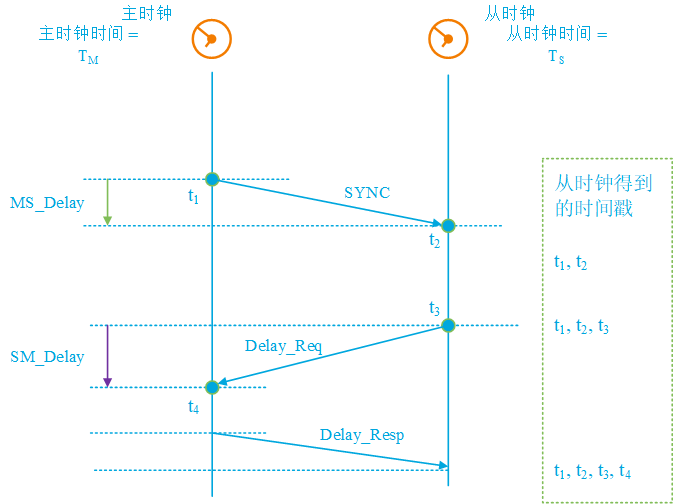 主时钟
从时钟
主时钟时间 =
T_M
从时钟时间 =
T_S
t₁
SYNC
MS_Delay
t₂
从时钟得到
的时间戳
t₁, t₂
t₃
t₁, t₂, t₃
Delay_Req
SM_Delay
t₄
Delay_Resp
t₁, t₂, t₃, t₄